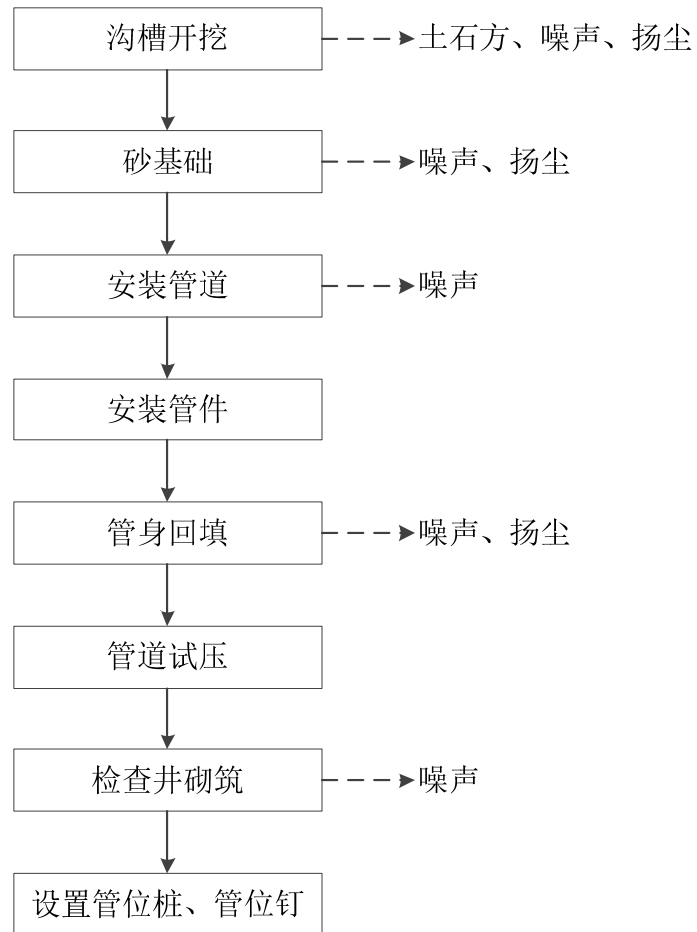 沟槽开挖
土石方、噪声、扬尘
砂基础
噪声、扬尘
安装管道
噪声
安装管件
管身回填
噪声、扬尘
管道试压
检查井砌筑
噪声
设置管位桩、管位钉